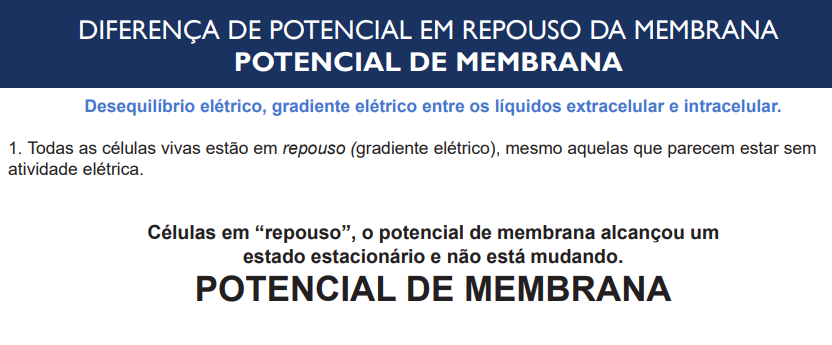 DIFERENÇA DE POTENCIAL EM REPOUSO DA MEMBRANA
POTENCIAL DE MEMBRANA
Desequilíbrio elétrico, gradiente elétrico entre os líquidos extracelular e intracelular.
1. Todas as células vivas estão em repouso (gradiente elétrico), mesmo aquelas que parecem estar sem
atividade elétrica.
Células em “repouso”, o potencial de membrana alcançou um
estado estacionário e não está mudando.
POTENCIAL DE MEMBRANA